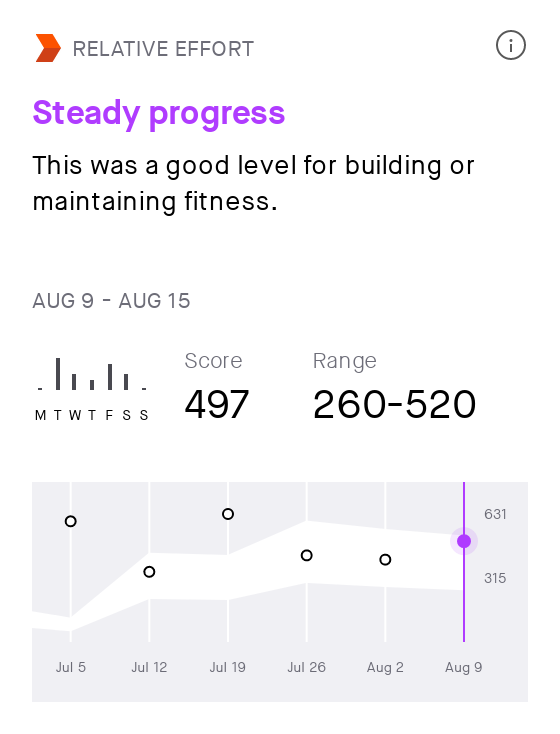 RELATIVE EFFORT
Steady progress
This was a good level for building or
maintaining fitness.
AUG 9 - AUG 15
Score
Range
M T W T F S S
497
260-520
631
315
Jul 5
Jul 12
Jul 19
Jul 26
Aug 2
Aug 9